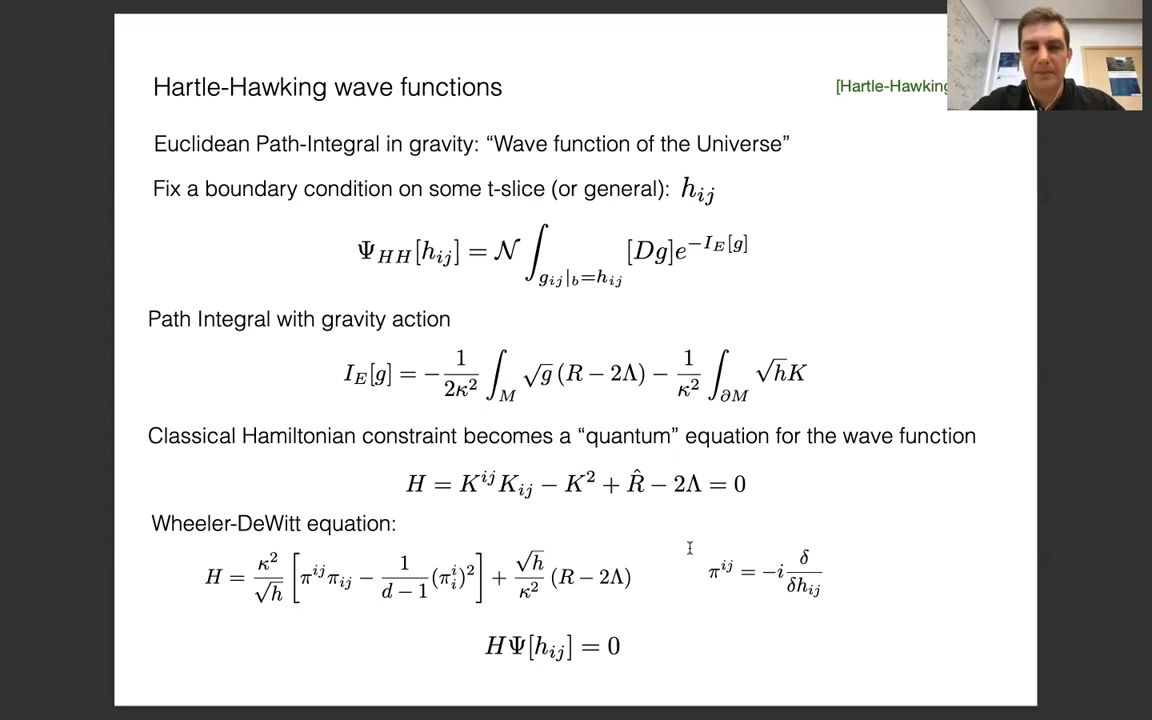 Hartle-Hawking wave functions
[Hartle-Hawking
Euclidean Path-Integral in gravity: “Wave function of the Universe”
Fix a boundary condition on some t-slice (or general): h_{ij}
Ψ_{HH}[h_{ij}] = 𝒩 ∫_{g_{ij}|_b=h_{ij}} [Dg]e^{-I_E[g]}
Path Integral with gravity action
I_E[g] = -\frac{1}{2κ^2} ∫_M √g (R - 2Λ) - \frac{1}{κ^2} ∫_{∂M} √h K
Classical Hamiltonian constraint becomes a “quantum” equation for the wave function
H = K^{ij}K_{ij} - K^2 + \hat{R} - 2Λ = 0
Wheeler-DeWitt equation:
H = \frac{κ^2}{√h} [π^{ij}π_{ij} - \frac{1}{d-1}(π^i_i)^2] + \frac{√h}{κ^2} (R - 2Λ) π^{ij} = -i\frac{δ}{δh_{ij}}
HΨ[h_{ij}] = 0